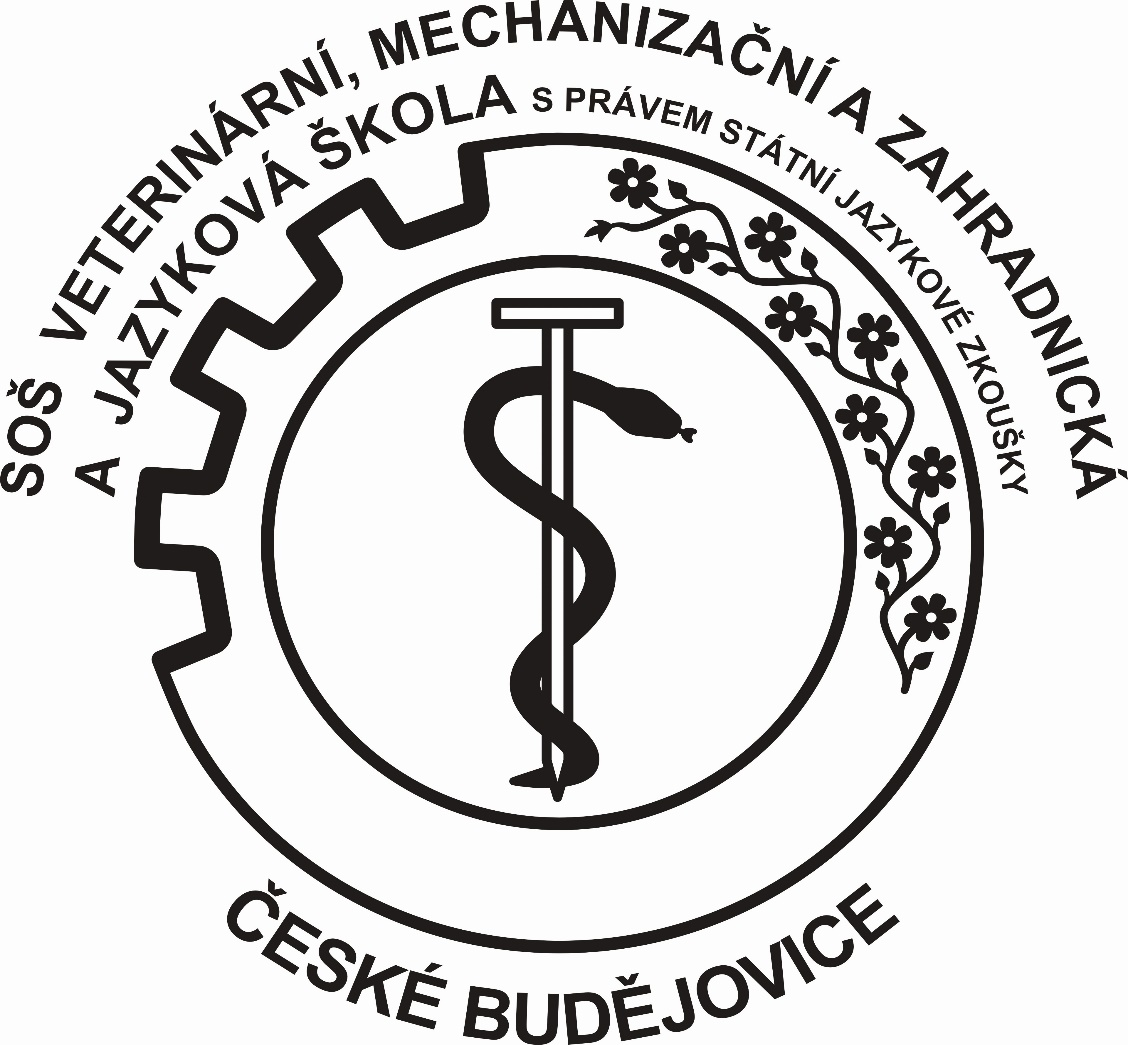 SOŠ VETERINÁRNÍ, MECHANIZAČNÍ A ZAHRADNICKÁ
A JAZYKOVÁ ŠKOLA S PRÁVEM STÁTNÍ JAZYKOVÉ ZKOUŠKY
ČESKÉ BUDĚJOVICE